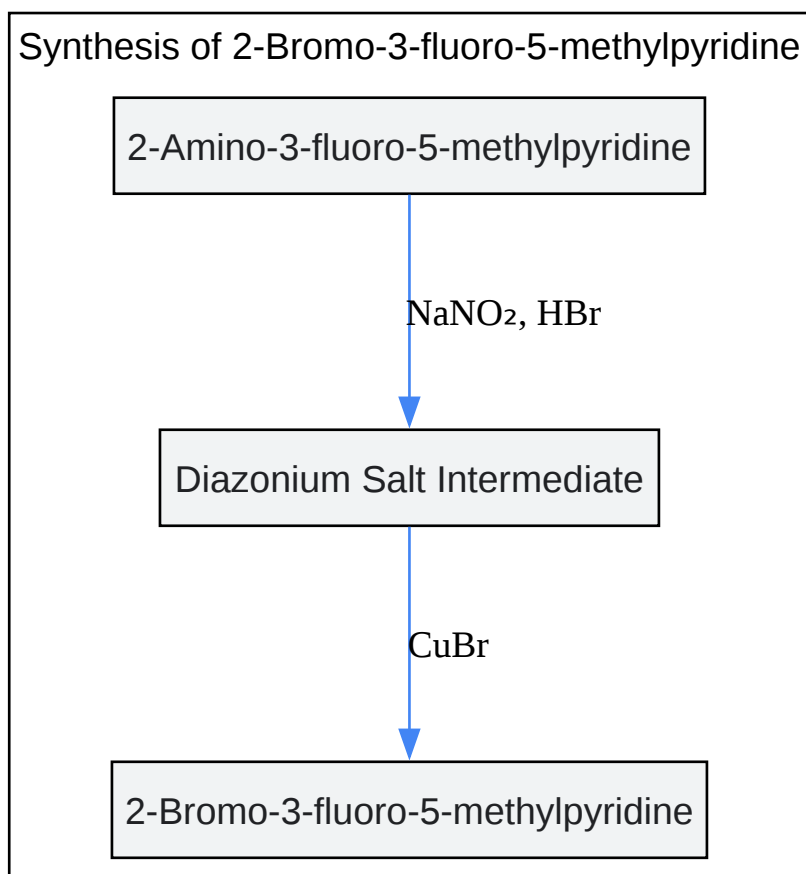 Synthesis of 2-Bromo-3-fluoro-5-methylpyridine
2-Amino-3-fluoro-5-methylpyridine
NaNO₂, HBr
Diazonium Salt Intermediate
CuBr
2-Bromo-3-fluoro-5-methylpyridine